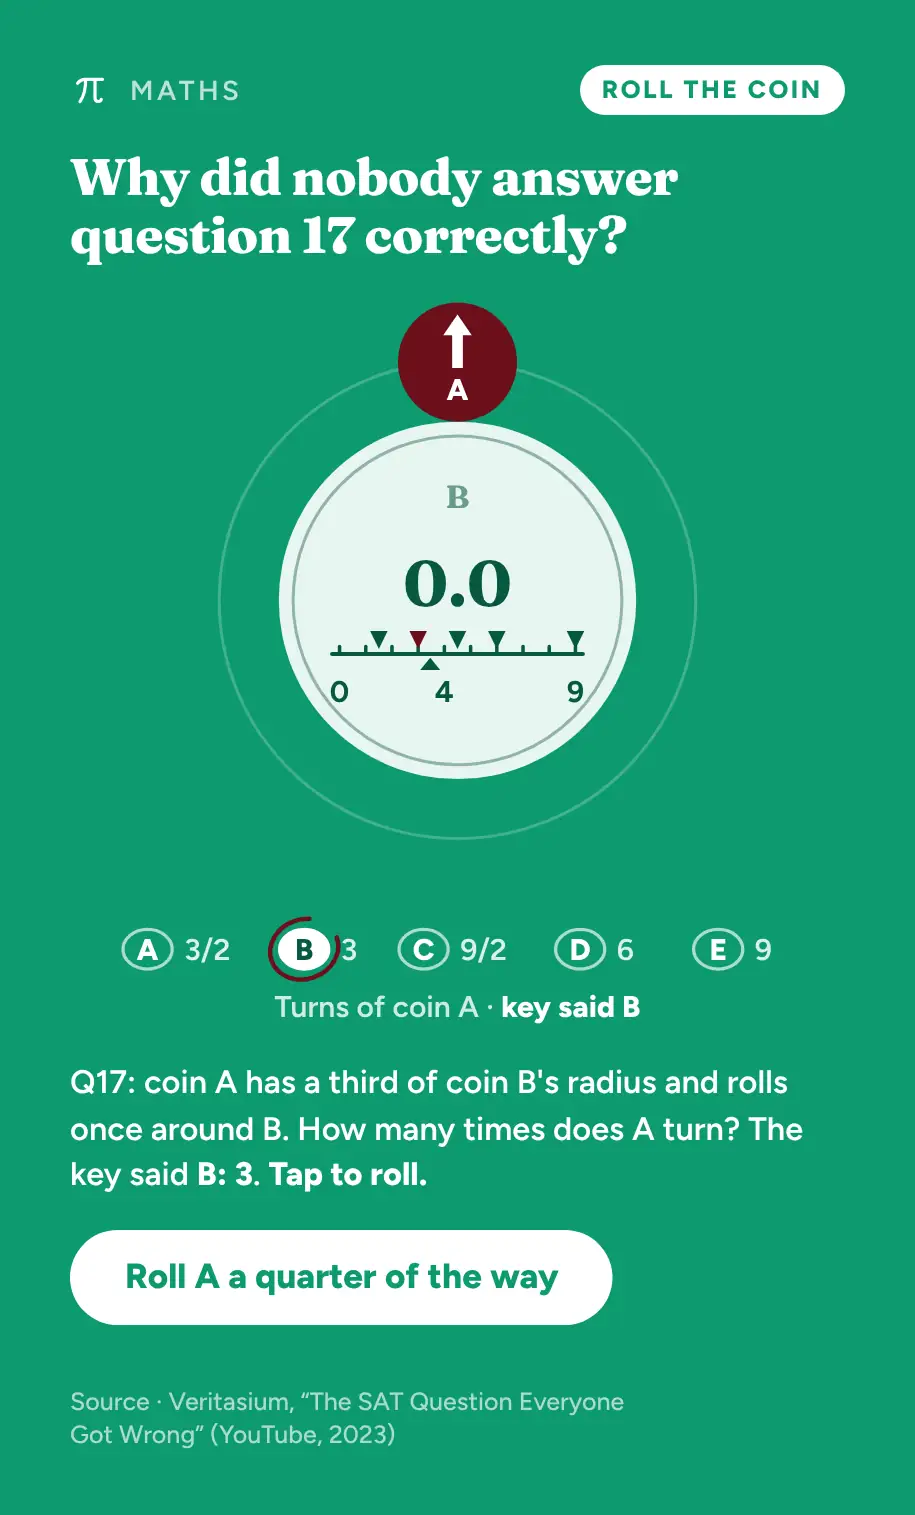 π MATHS
ROLL THE COIN
Why did nobody answer
question 17 correctly?
A
B
0.0
0 4 9
A 3/2 B 3 C 9/2 D 6 E 9
Turns of coin A · key said B
Q17: coin A has a third of coin B's radius and rolls
once around B. How many times does A turn? The
key said B: 3. Tap to roll.
Roll A a quarter of the way
Source · Veritasium, “The SAT Question Everyone
Got Wrong” (YouTube, 2023)